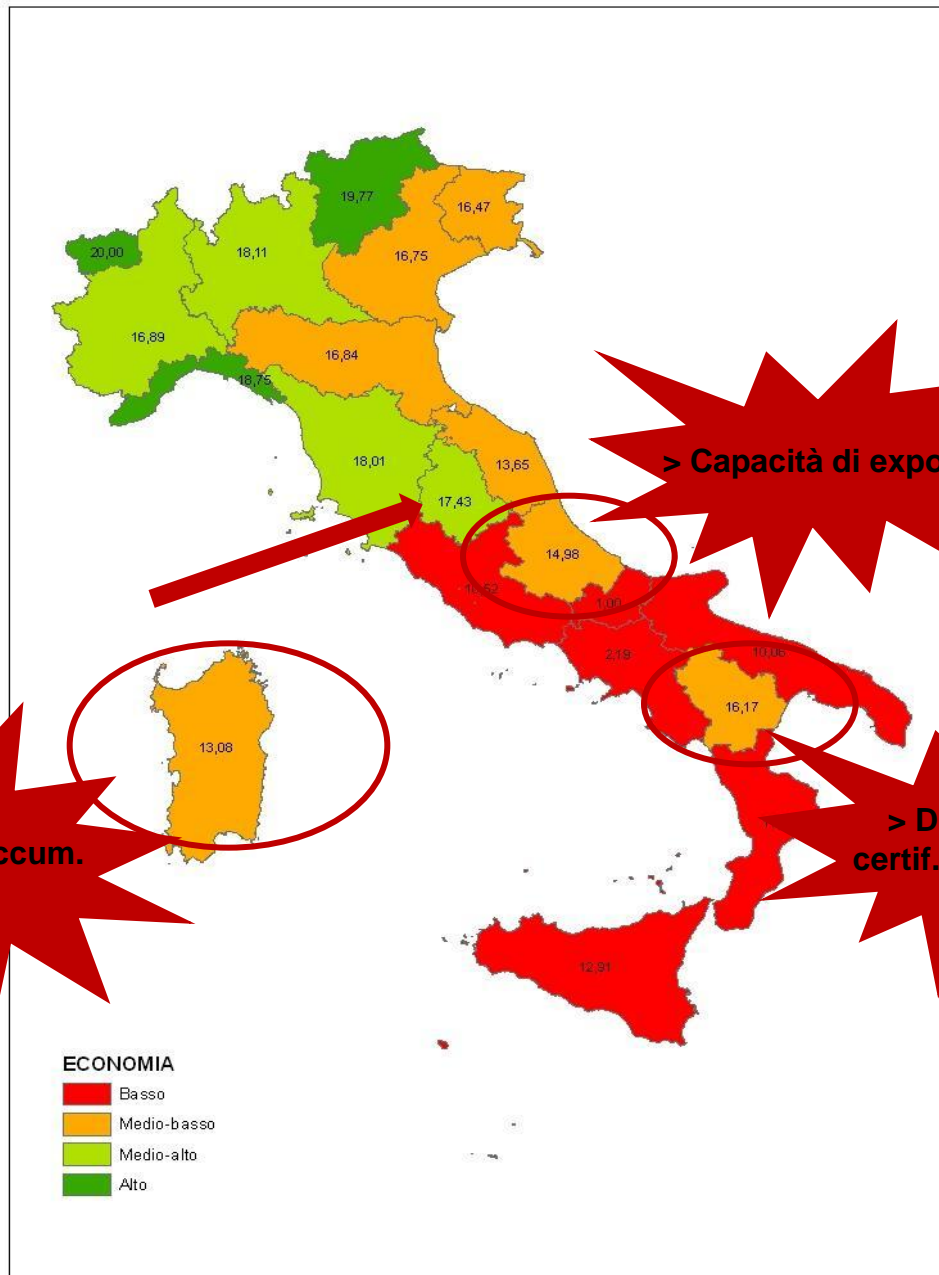 19,77
16,47
20,00
18,11
16,75
16,89
16,84
18,75
> Capacità di expo
18,01
13,65
17,43
14,98
1,00
2,19
10,06
16,17
13,08
> D
ccum.
certif.
12,91
ECONOMIA
Basso
Medio-basso
Medio-alto
Alto